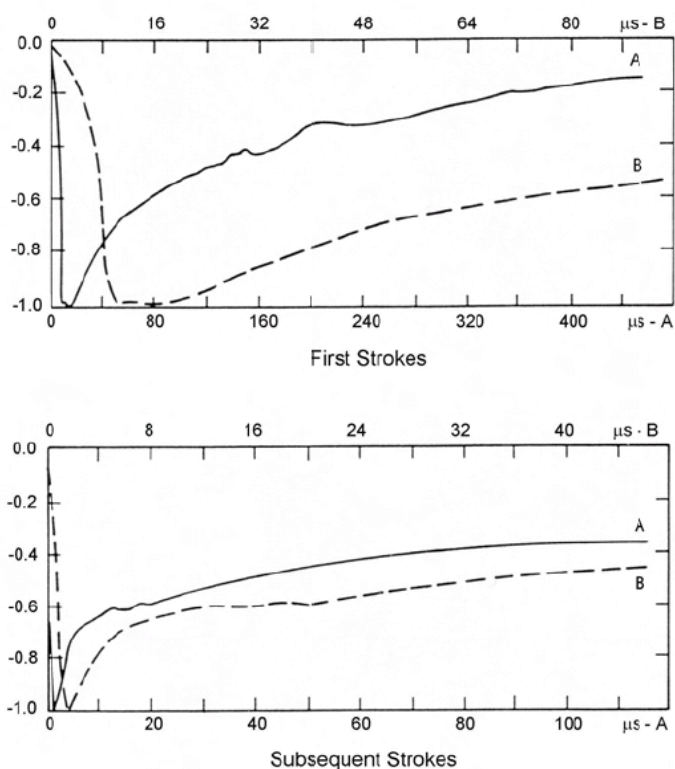 0 16 32 48 64 80 μs - B
0.0
A
-0.2
-0.4
B
-0.6
-0.8
-1.0
0 80 160 240 320 400 μs - A
First Strokes
0 8 16 24 32 40 μs - B
0.0
-0.2
A
-0.4
B
-0.6
-0.8
-1.0
0 20 40 60 80 100 μs - A
Subsequent Strokes